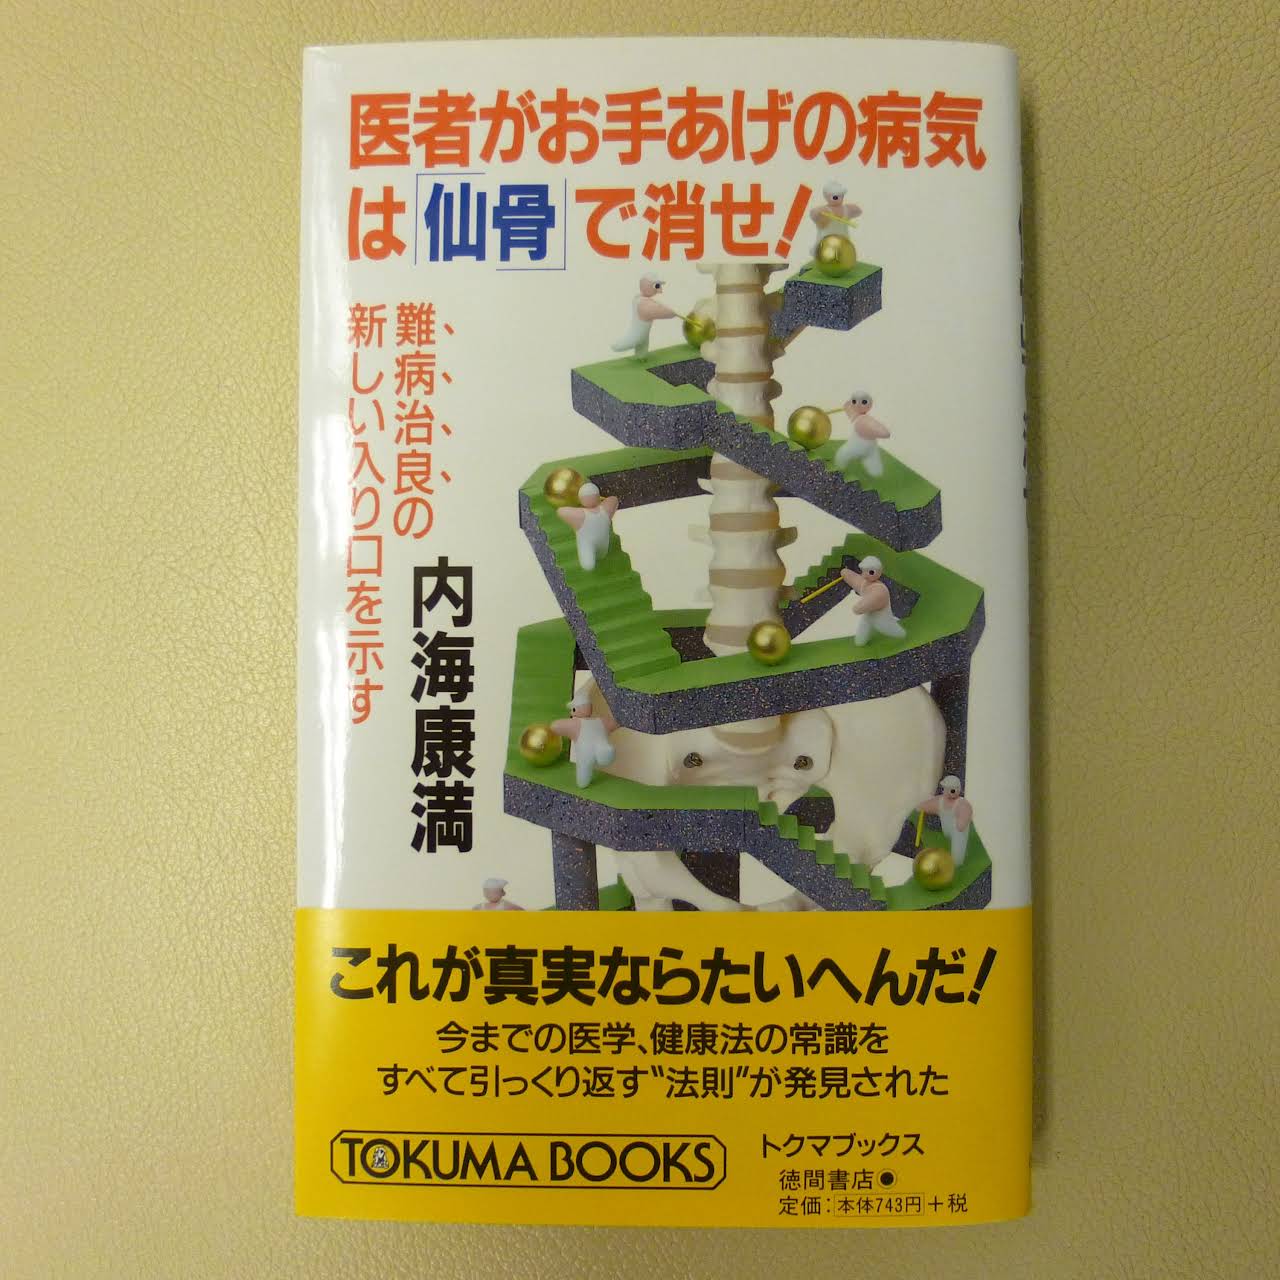 医者がお手あげの病気
は「仙骨」で消せ!
難病治良の
新しい入り口を示す
内海康満
これが真実ならたいへんだ!
今までの医学、健康法の常識を
すべて引っくり返す“法則”が発見された
TOKUMA BOOKS
トクマブックス
徳間書店
定価:本体743円+税